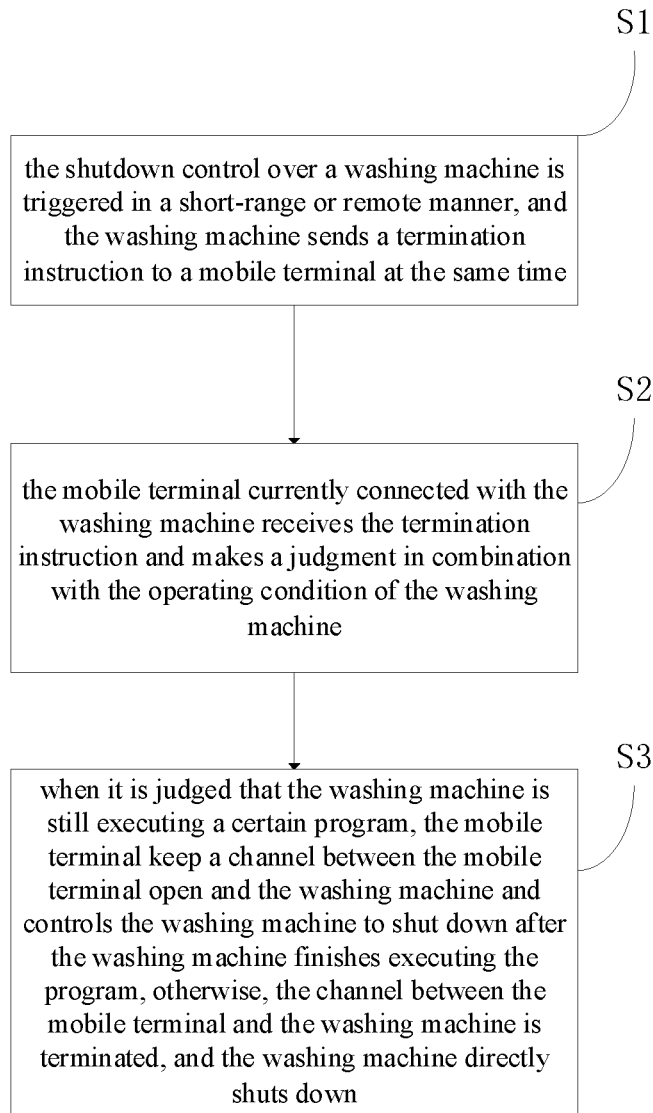 S1
the shutdown control over a washing machine is
triggered in a short-range or remote manner, and
the washing machine sends a termination
instruction to a mobile terminal at the same time
S2
the mobile terminal currently connected with the
washing machine receives the termination
instruction and makes a judgment in combination
with the operating condition of the washing
machine
S3
when it is judged that the washing machine is
still executing a certain program, the mobile
terminal keep a channel between the mobile
terminal open and the washing machine and
controls the washing machine to shut down after
the washing machine finishes executing the
program, otherwise, the channel between the
mobile terminal and the washing machine is
terminated, and the washing machine directly
shuts down